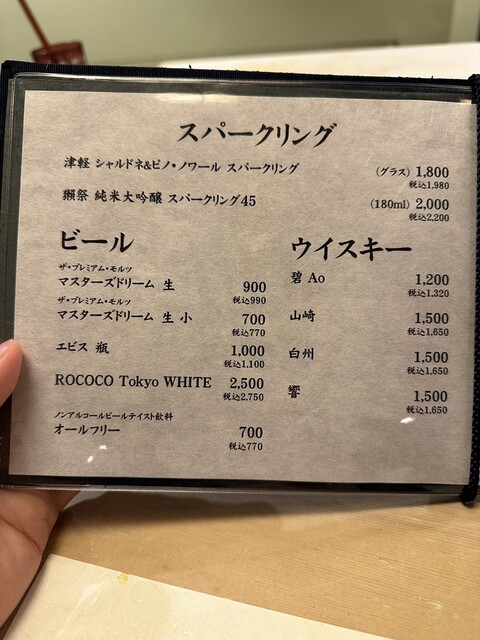 スパークリング
津軽 シャルドネ&ピノ・ノワール スパークリング (グラス) 1,800
税込1,980
獺祭 純米大吟醸 スパークリング45 (180ml) 2,000
税込2,200
ビール
ザ・プレミアム・モルツ
マスターズドリーム 生 900
税込990
ザ・プレミアム・モルツ
マスターズドリーム 生 小 700
税込770
エビス 瓶 1,000
税込1,100
ROCOCO Tokyo WHITE 2,500
税込2,750
ノンアルコールビールテイスト飲料
オールフリー 700
税込770
ウイスキー
碧 Ao 1,200
税込1,320
山崎 1,500
税込1,650
白州 1,500
税込1,650
響 1,500
税込1,650